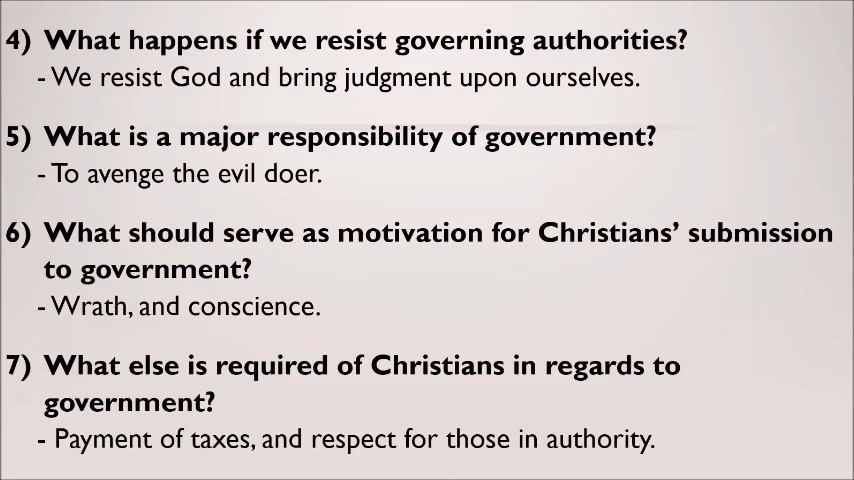 4) What happens if we resist governing authorities?
- We resist God and bring judgment upon ourselves.
5) What is a major responsibility of government?
- To avenge the evil doer.
6) What should serve as motivation for Christians’ submission
to government?
- Wrath, and conscience.
7) What else is required of Christians in regards to
government?
- Payment of taxes, and respect for those in authority.